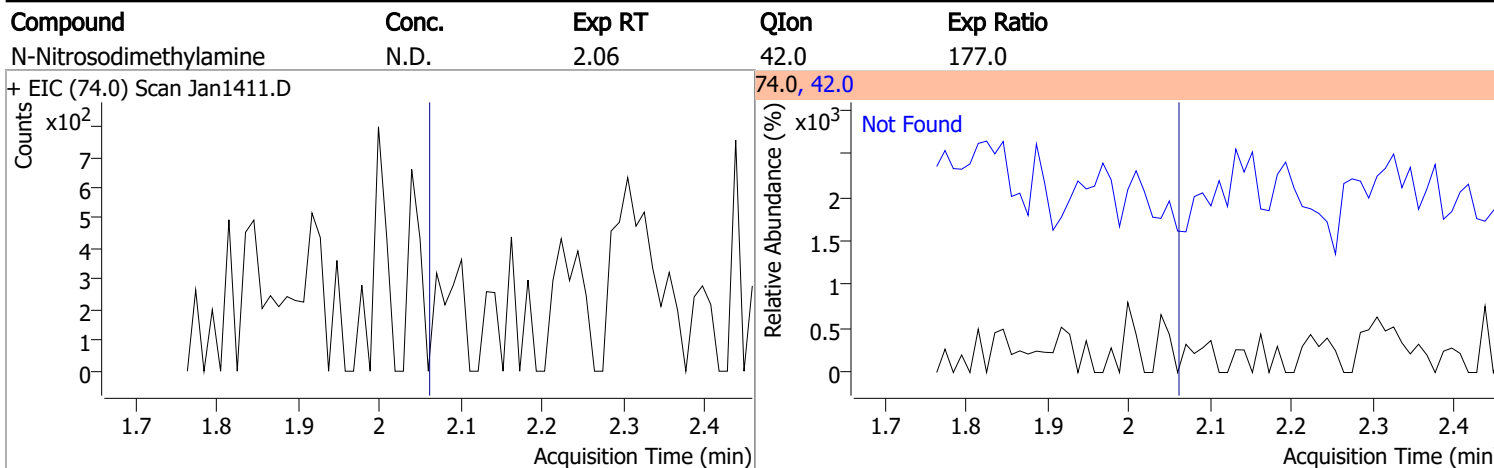 Compound Conc. Exp RT QIon Exp Ratio
N-Nitrosodimethylamine N.D. 2.06 42.0 177.0
+ EIC (74.0) Scan Jan1411.D
Counts
x10²
7
6
5
4
3
2
1
0
1.7 1.8 1.9 2 2.1 2.2 2.3 2.4
Acquisition Time (min)
74.0, 42.0
Relative Abundance (%)
x10³
Not Found
2
1.5
1
0.5
0
1.7 1.8 1.9 2 2.1 2.2 2.3 2.4
Acquisition Time (min